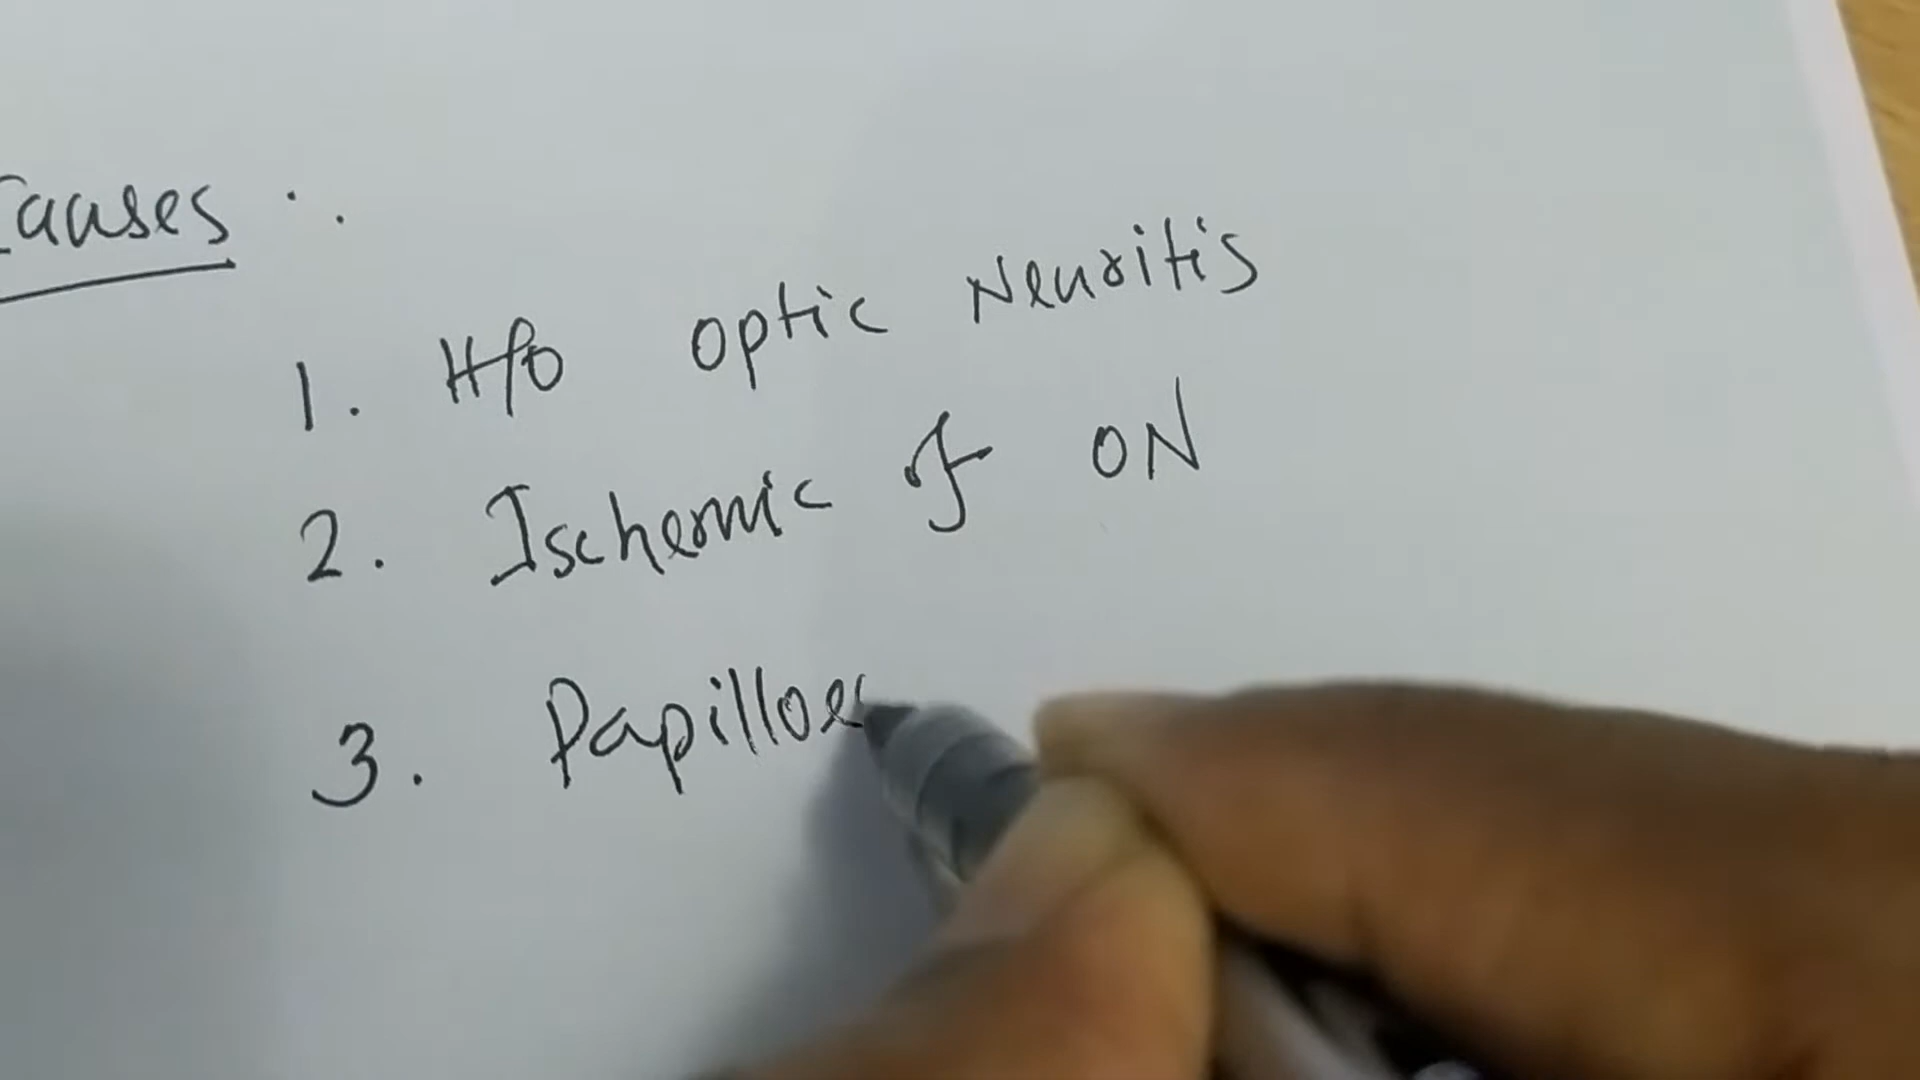 Causes :.
1. H/o optic Neuritis
2. Ischemic of ON
3. Papilloe